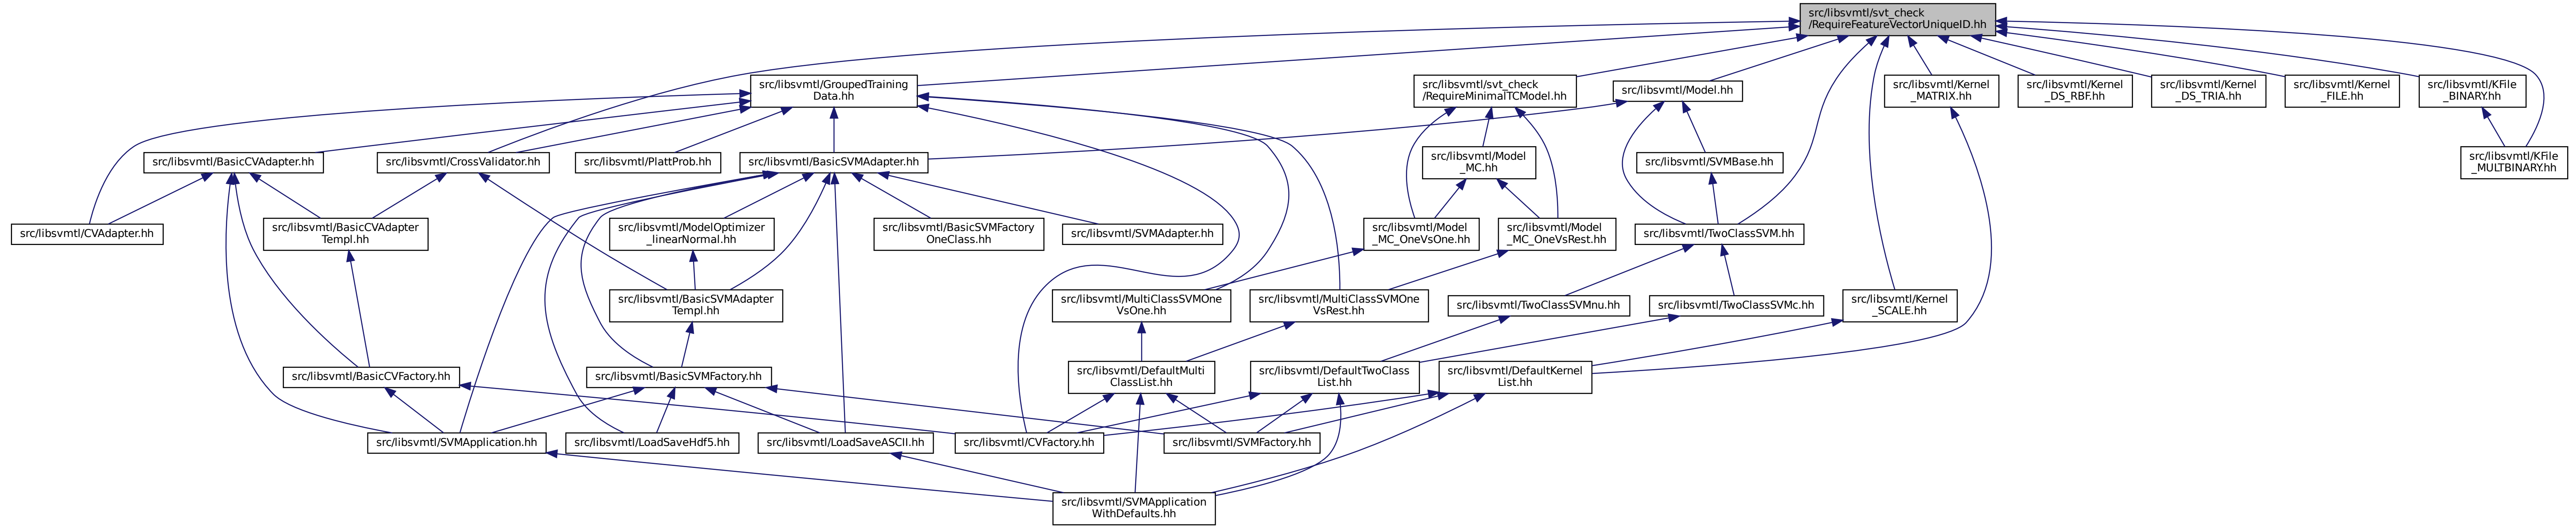 src/libsvmtl/svt_check
/RequireFeatureVectorUniqueID.hh
src/libsvmtl/GroupedTraining
Data.hh
src/libsvmtl/svt_check
/RequireMinimalTCModel.hh
src/libsvmtl/Model.hh
src/libsvmtl/Kernel
_MATRIX.hh
src/libsvmtl/Kernel
_DS_RBF.hh
src/libsvmtl/Kernel
_DS_TRIA.hh
src/libsvmtl/Kernel
_FILE.hh
src/libsvmtl/KFile
_BINARY.hh
src/libsvmtl/BasicCVAdapter.hh
src/libsvmtl/CrossValidator.hh
src/libsvmtl/PlattProb.hh
src/libsvmtl/BasicSVMAdapter.hh
src/libsvmtl/Model
_MC.hh
src/libsvmtl/SVMBase.hh
src/libsvmtl/KFile
_MULTBINARY.hh
src/libsvmtl/CVAdapter.hh
src/libsvmtl/BasicCVAdapter
Templ.hh
src/libsvmtl/ModelOptimizer
_linearNormal.hh
src/libsvmtl/BasicSVMFactory
OneClass.hh
src/libsvmtl/SVMAdapter.hh
src/libsvmtl/Model
_MC_OneVsOne.hh
src/libsvmtl/Model
_MC_OneVsRest.hh
src/libsvmtl/TwoClassSVM.hh
src/libsvmtl/BasicSVMAdapter
Templ.hh
src/libsvmtl/MultiClassSVMOne
VsOne.hh
src/libsvmtl/MultiClassSVMOne
VsRest.hh
src/libsvmtl/TwoClassSVMnu.hh
src/libsvmtl/TwoClassSVMc.hh
src/libsvmtl/Kernel
_SCALE.hh
src/libsvmtl/BasicCVFactory.hh
src/libsvmtl/BasicSVMFactory.hh
src/libsvmtl/DefaultMulti
ClassList.hh
src/libsvmtl/DefaultTwoClass
List.hh
src/libsvmtl/DefaultKernel
List.hh
src/libsvmtl/SVMApplication.hh
src/libsvmtl/LoadSaveHdf5.hh
src/libsvmtl/LoadSaveASCII.hh
src/libsvmtl/CVFactory.hh
src/libsvmtl/SVMFactory.hh
src/libsvmtl/SVMApplication
WithDefaults.hh